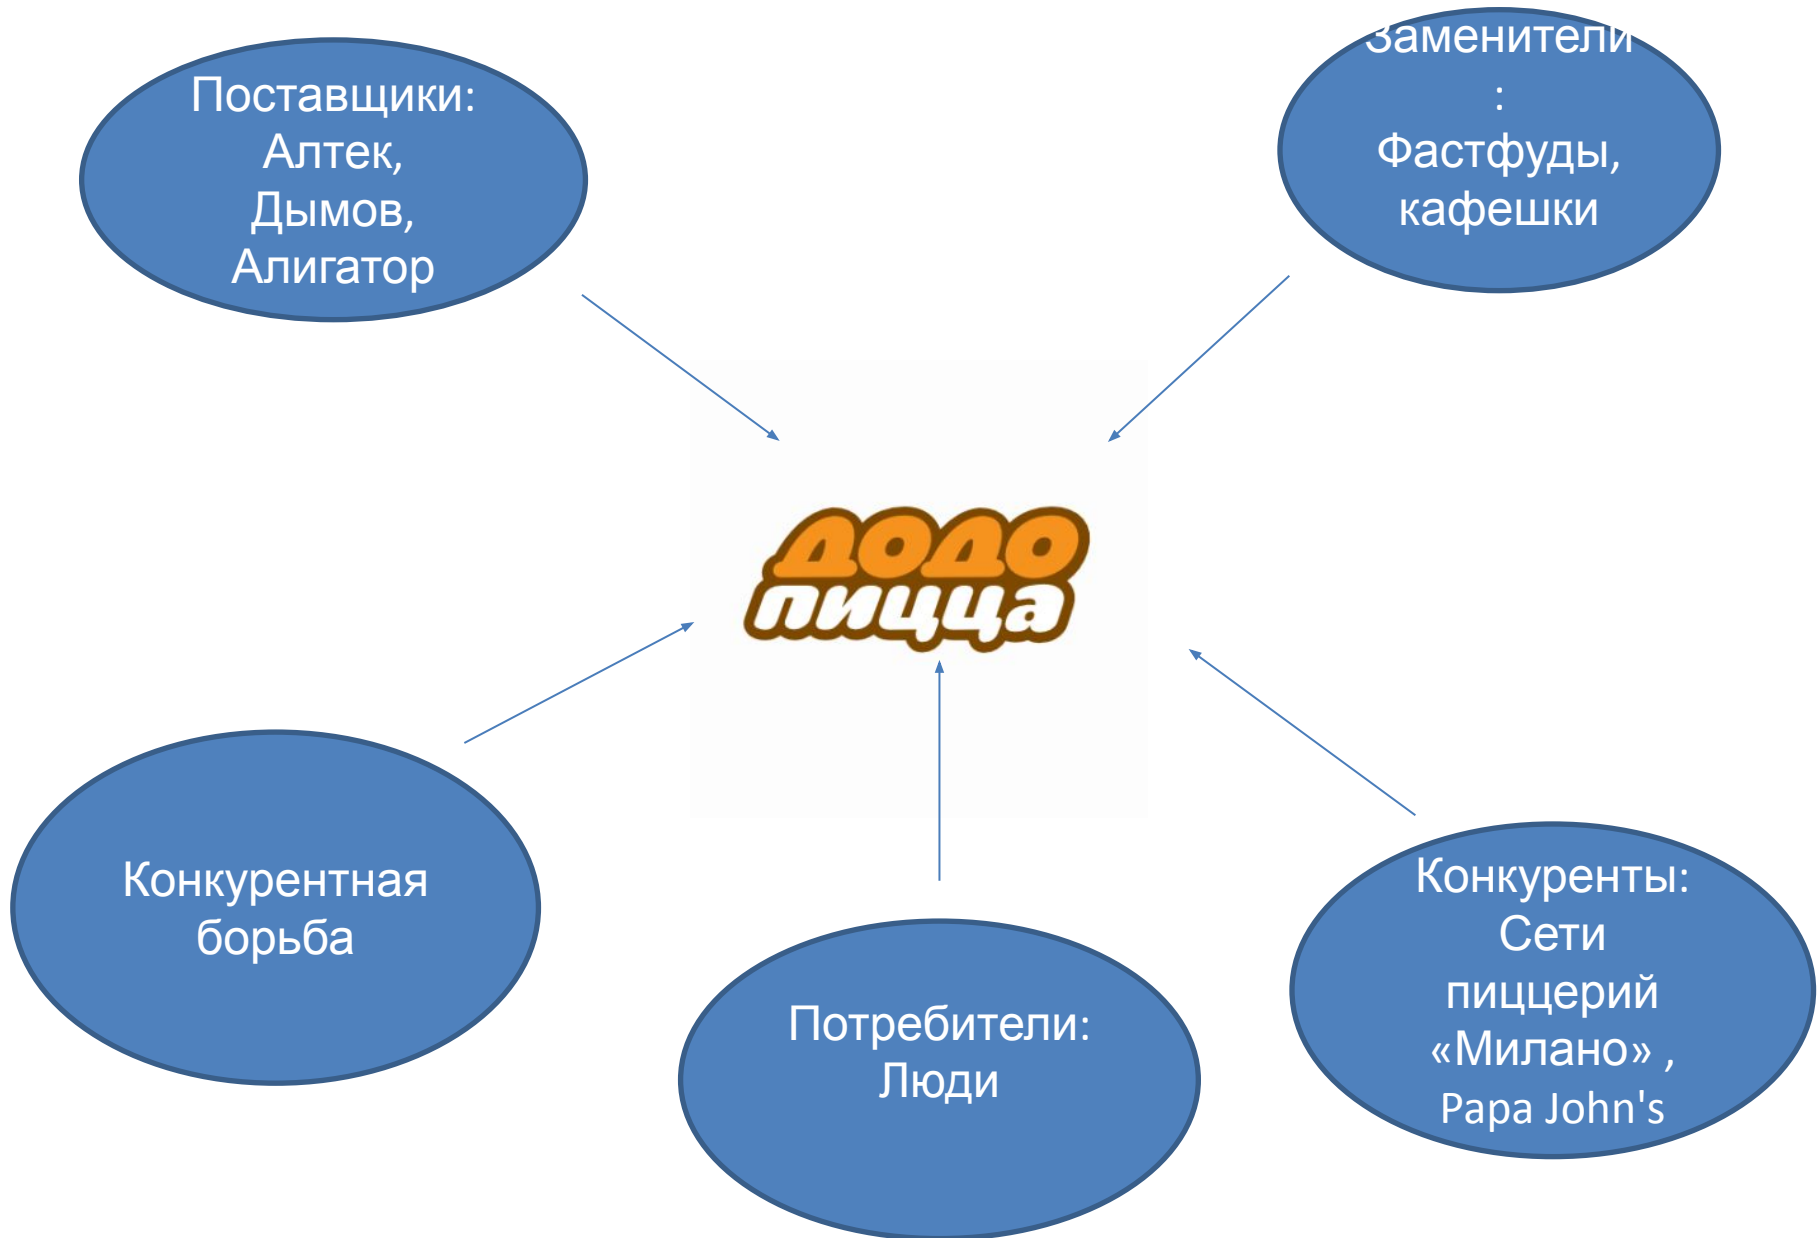 Поставщики:
Алтек,
Дымов,
Алигатор
Заменители
:
Фастфуды,
кафешки
ДОДО
ПИЦЦА
Конкурентная
борьба
Потребители:
Люди
Конкуренты:
Сети
пиццерий
«Милано» ,
Papa John's